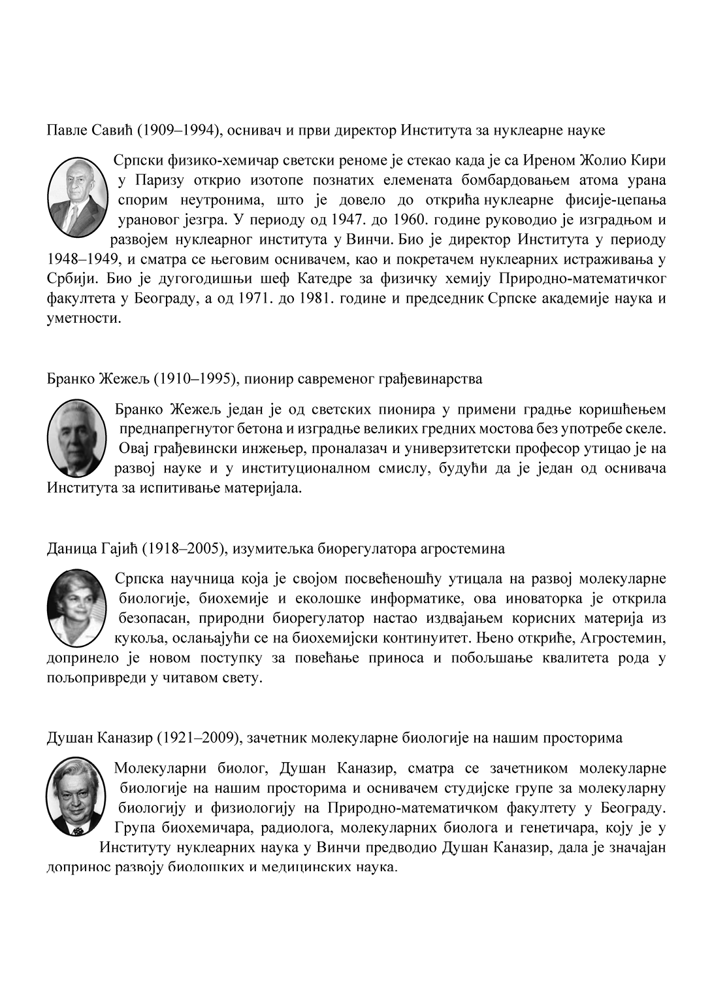 Павле Савић (1909–1994), оснивач и први директор Института за нуклеарне науке
Српски физико-хемичар светски реноме је стекао када је са Иреном Жолио Кири
у Паризу открио изотопе познатих елемената бомбардовањем атома урана
спорим неутронима, што је довело до открића нуклеарне фисије-цепања
урановог језгра. У периоду од 1947. до 1960. године руководио је изградњом и
развојем нуклеарног института у Винчи. Био је директор Института у периоду
1948–1949, и сматра се његовим оснивачем, као и покретачем нуклеарних истраживања у
Србији. Био је дугогодишњи шеф Катедре за физичку хемију Природно-математичког
факултета у Београду, а од 1971. до 1981. године и председник Српске академије наука и
уметности.
Бранко Жежељ (1910–1995), пионир савременог грађевинарства
Бранко Жежељ један је од светских пионира у примени градње коришћењем
преднапрегнутог бетона и изградње великих гредних мостова без употребе скеле.
Овај грађевински инжењер, проналазач и универзитетски професор утицао је на
развој науке и у институционалном смислу, будући да је један од оснивача
Института за испитивање материјала.
Даница Гајић (1918–2005), изумитељка биорегулатора агростемина
Српска научница која је својом посвећеношћу утицала на развој молекуларне
биологије, биохемије и еколошке информатике, ова иноваторка је открила
безопасан, природни биорегулатор настао издвајањем корисних материја из
кукоља, ослањајући се на биохемијски континуитет. Њено откриће, Агростемин,
допринело је новом поступку за повећање приноса и побољшање квалитета рода у
пољопривреди у читавом свету.
Душан Каназир (1921–2009), зачетник молекуларне биологије на нашим просторима
Молекуларни биолог, Душан Каназир, сматра се зачетником молекуларне
биологије на нашим просторима и оснивачем студијске групе за молекуларну
биологију и физиологију на Природно-математичком факултету у Београду.
Група биохемичара, радиолога, молекуларних биолога и генетичара, коју је у
Институту нуклеарних наука у Винчи предводио Душан Каназир, дала је значајан
допринос развоју биолошких и медицинских наука.